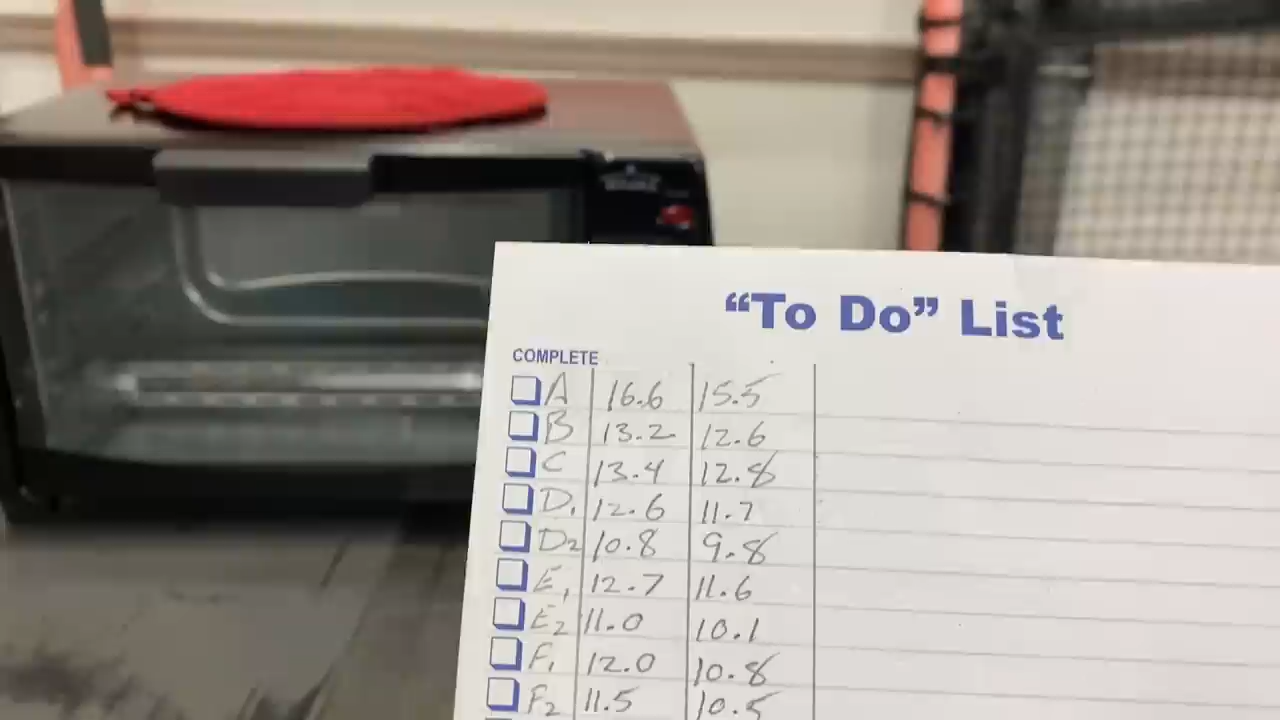 “To Do” List
COMPLETE
A 16.6 15.5
B 13.2 12.6
C 13.4 12.8
D1 12.6 11.7
D2 10.8 9.8
E1 12.7 11.6
E2 11.0 10.1
F1 12.0 10.8
F2 11.5 10.5